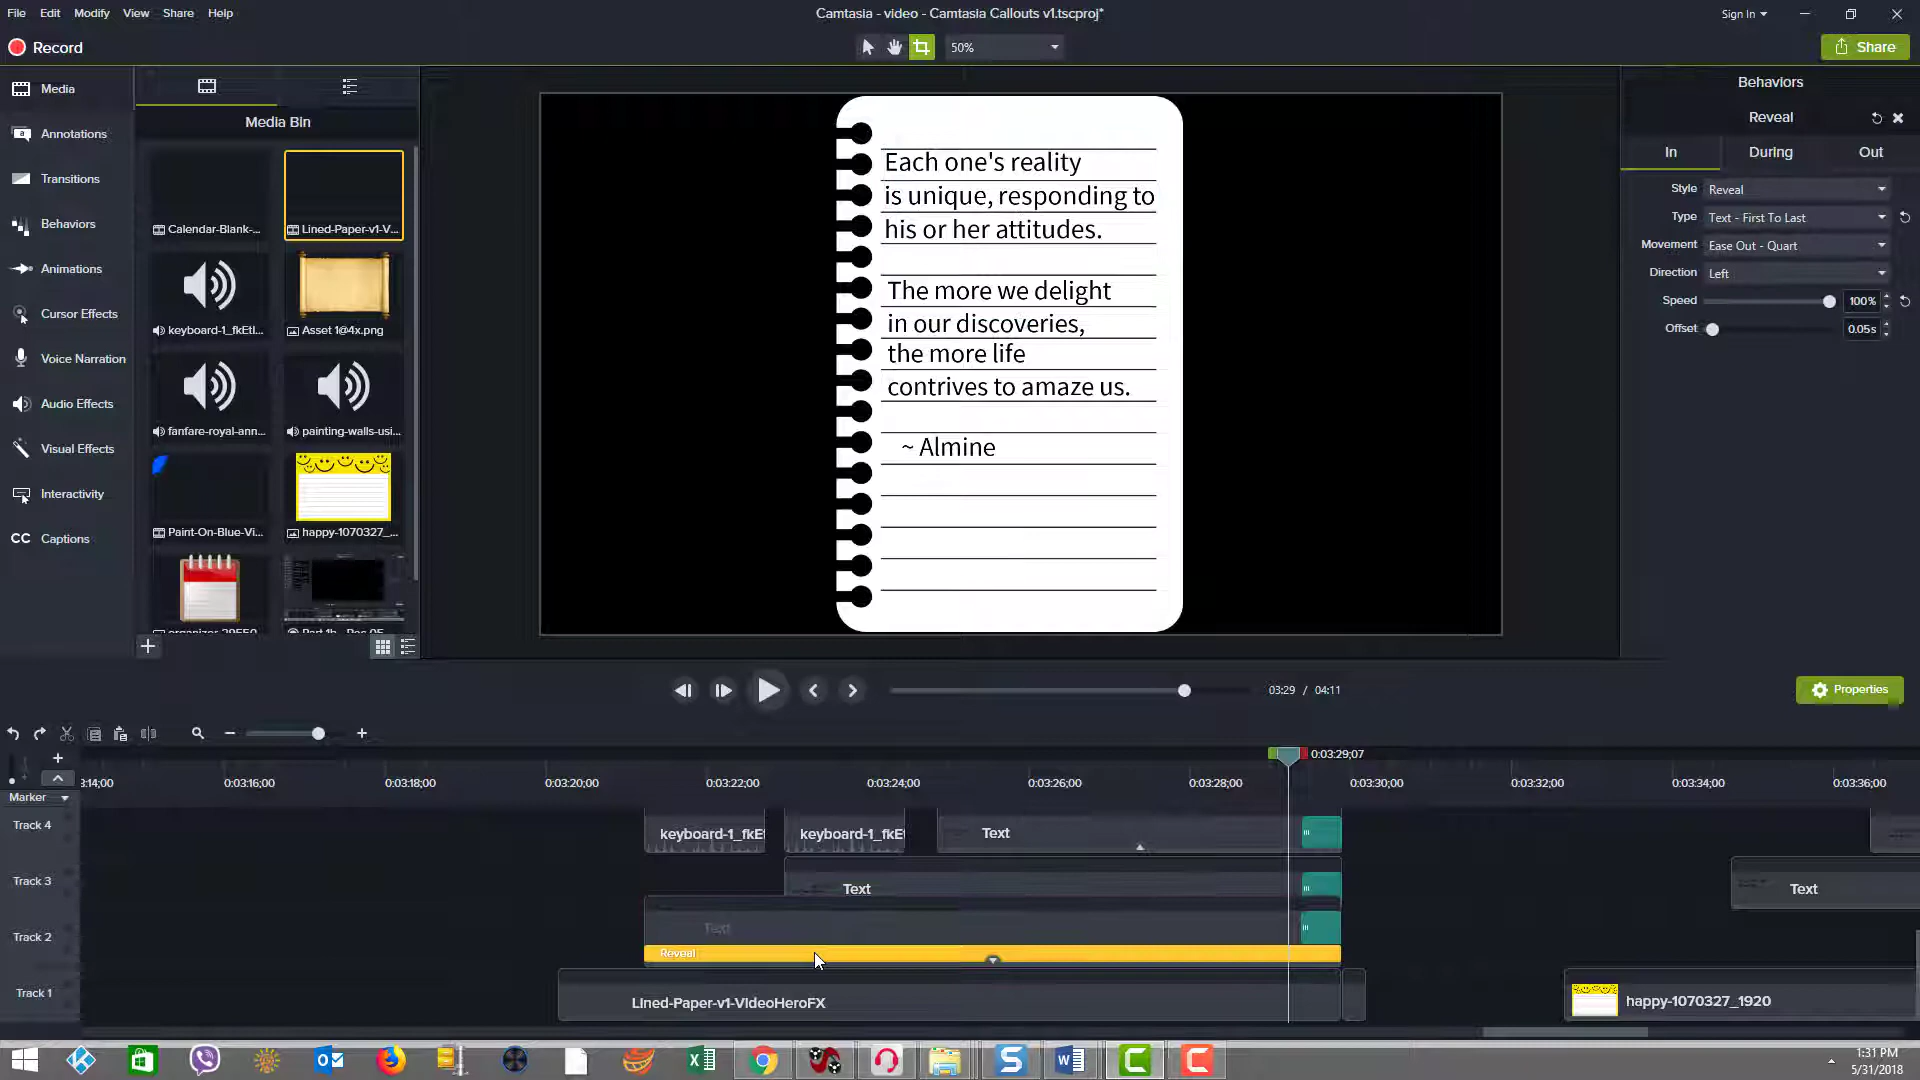 File Edit Modify View Share Help
Camtasia - video - Camtasia Callouts v1.tscproj*
Sign In
Record
50%
Share
Media
Annotations
Transitions
Behaviors
Animations
Cursor Effects
Voice Narration
Audio Effects
Visual Effects
Interactivity
CC Captions
Media Bin
Calendar-Blank-...
Lined-Paper-v1-V...
keyboard-1_fkEtI...
Asset 1@4x.png
fanfare-royal-ann...
painting-walls-usi...
Paint-On-Blue-Vi...
happy-1070327_...
Each one's reality
is unique, responding to
his or her attitudes.
The more we delight
in our discoveries,
the more life
contrives to amaze us.
~ Almine
Behaviors
Reveal
In During Out
Style Reveal
Type Text - First To Last
Movement Ease Out - Quart
Direction Left
Speed 100%
Offset 0.05s
03:29 / 04:11
Properties
0:03:29;07
3:14;00 0:03:16;00 0:03:18;00 0:03:20;00 0:03:22;00 0:03:24;00 0:03:26;00 0:03:28;00 0:03:30;00 0:03:32;00 0:03:34;00 0:03:36;00
Marker
Track 4
keyboard-1_fkE
keyboard-1_fkE
Text
Track 3
Text
Text
Track 2
Text
Reveal
Track 1
Lined-Paper-v1-VideoHeroFX
happy-1070327_1920
1:31 PM
5/31/2018